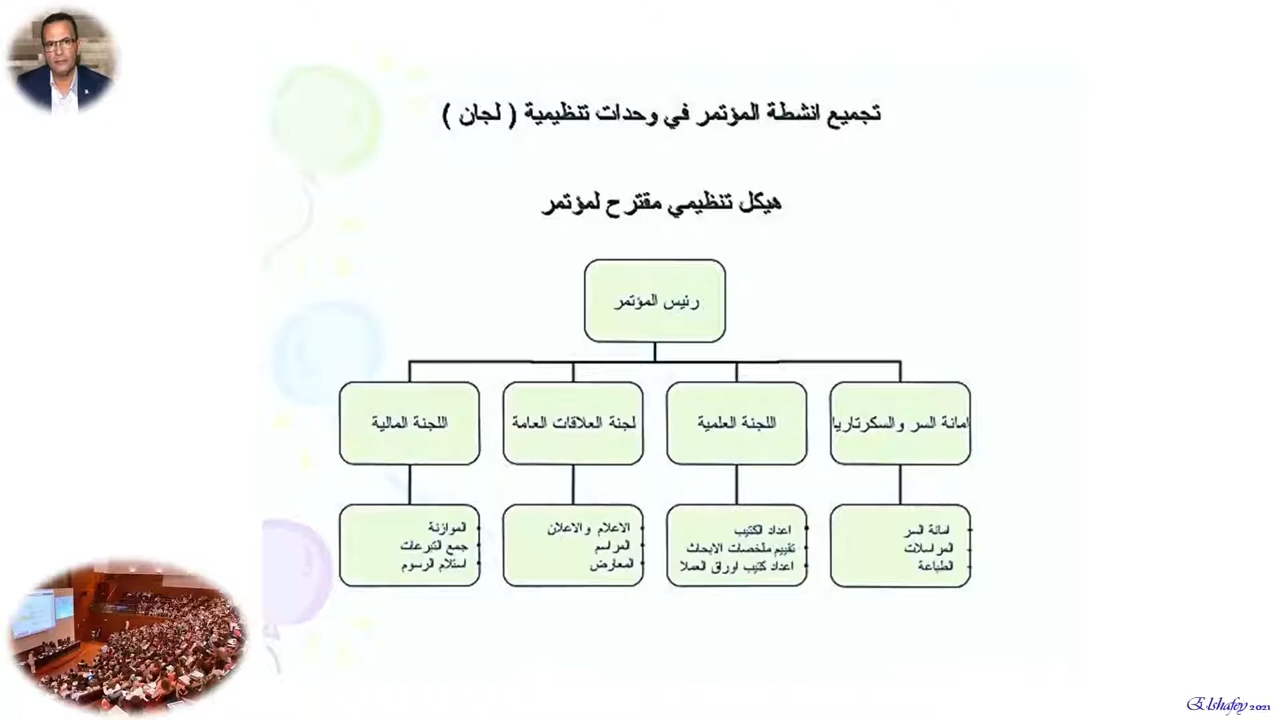 تجميع انشطة المؤتمر في وحدات تنظيمية ( لجان )
هيكل تنظيمي مقترح لمؤتمر
رئيس المؤتمر
امانة السر والسكرتاريا
اللجنة العلمية
لجنة العلاقات العامة
اللجنة المالية
امانة السر
المراسلات
الطباعة
اعداد الكتيب
تقييم ملخصات الابحاث
اعداد كتيب اوراق العملا
الاعلام والاعلان
المراسم
المعارض
الموازنة
جمع التبرعات
استلام الرسوم
Elshafey 2021